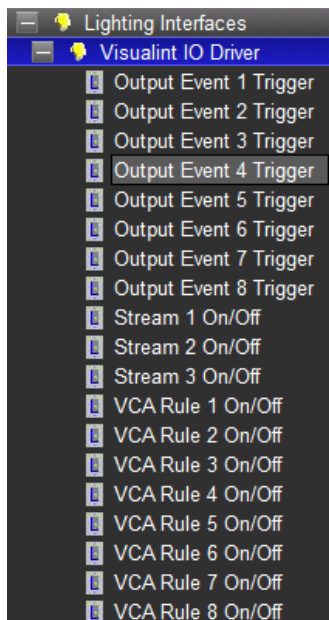 Lighting Interfaces
Visualint IO Driver
Output Event 1 Trigger
Output Event 2 Trigger
Output Event 3 Trigger
Output Event 4 Trigger
Output Event 5 Trigger
Output Event 6 Trigger
Output Event 7 Trigger
Output Event 8 Trigger
Stream 1 On/Off
Stream 2 On/Off
Stream 3 On/Off
VCA Rule 1 On/Off
VCA Rule 2 On/Off
VCA Rule 3 On/Off
VCA Rule 4 On/Off
VCA Rule 5 On/Off
VCA Rule 6 On/Off
VCA Rule 7 On/Off
VCA Rule 8 On/Off